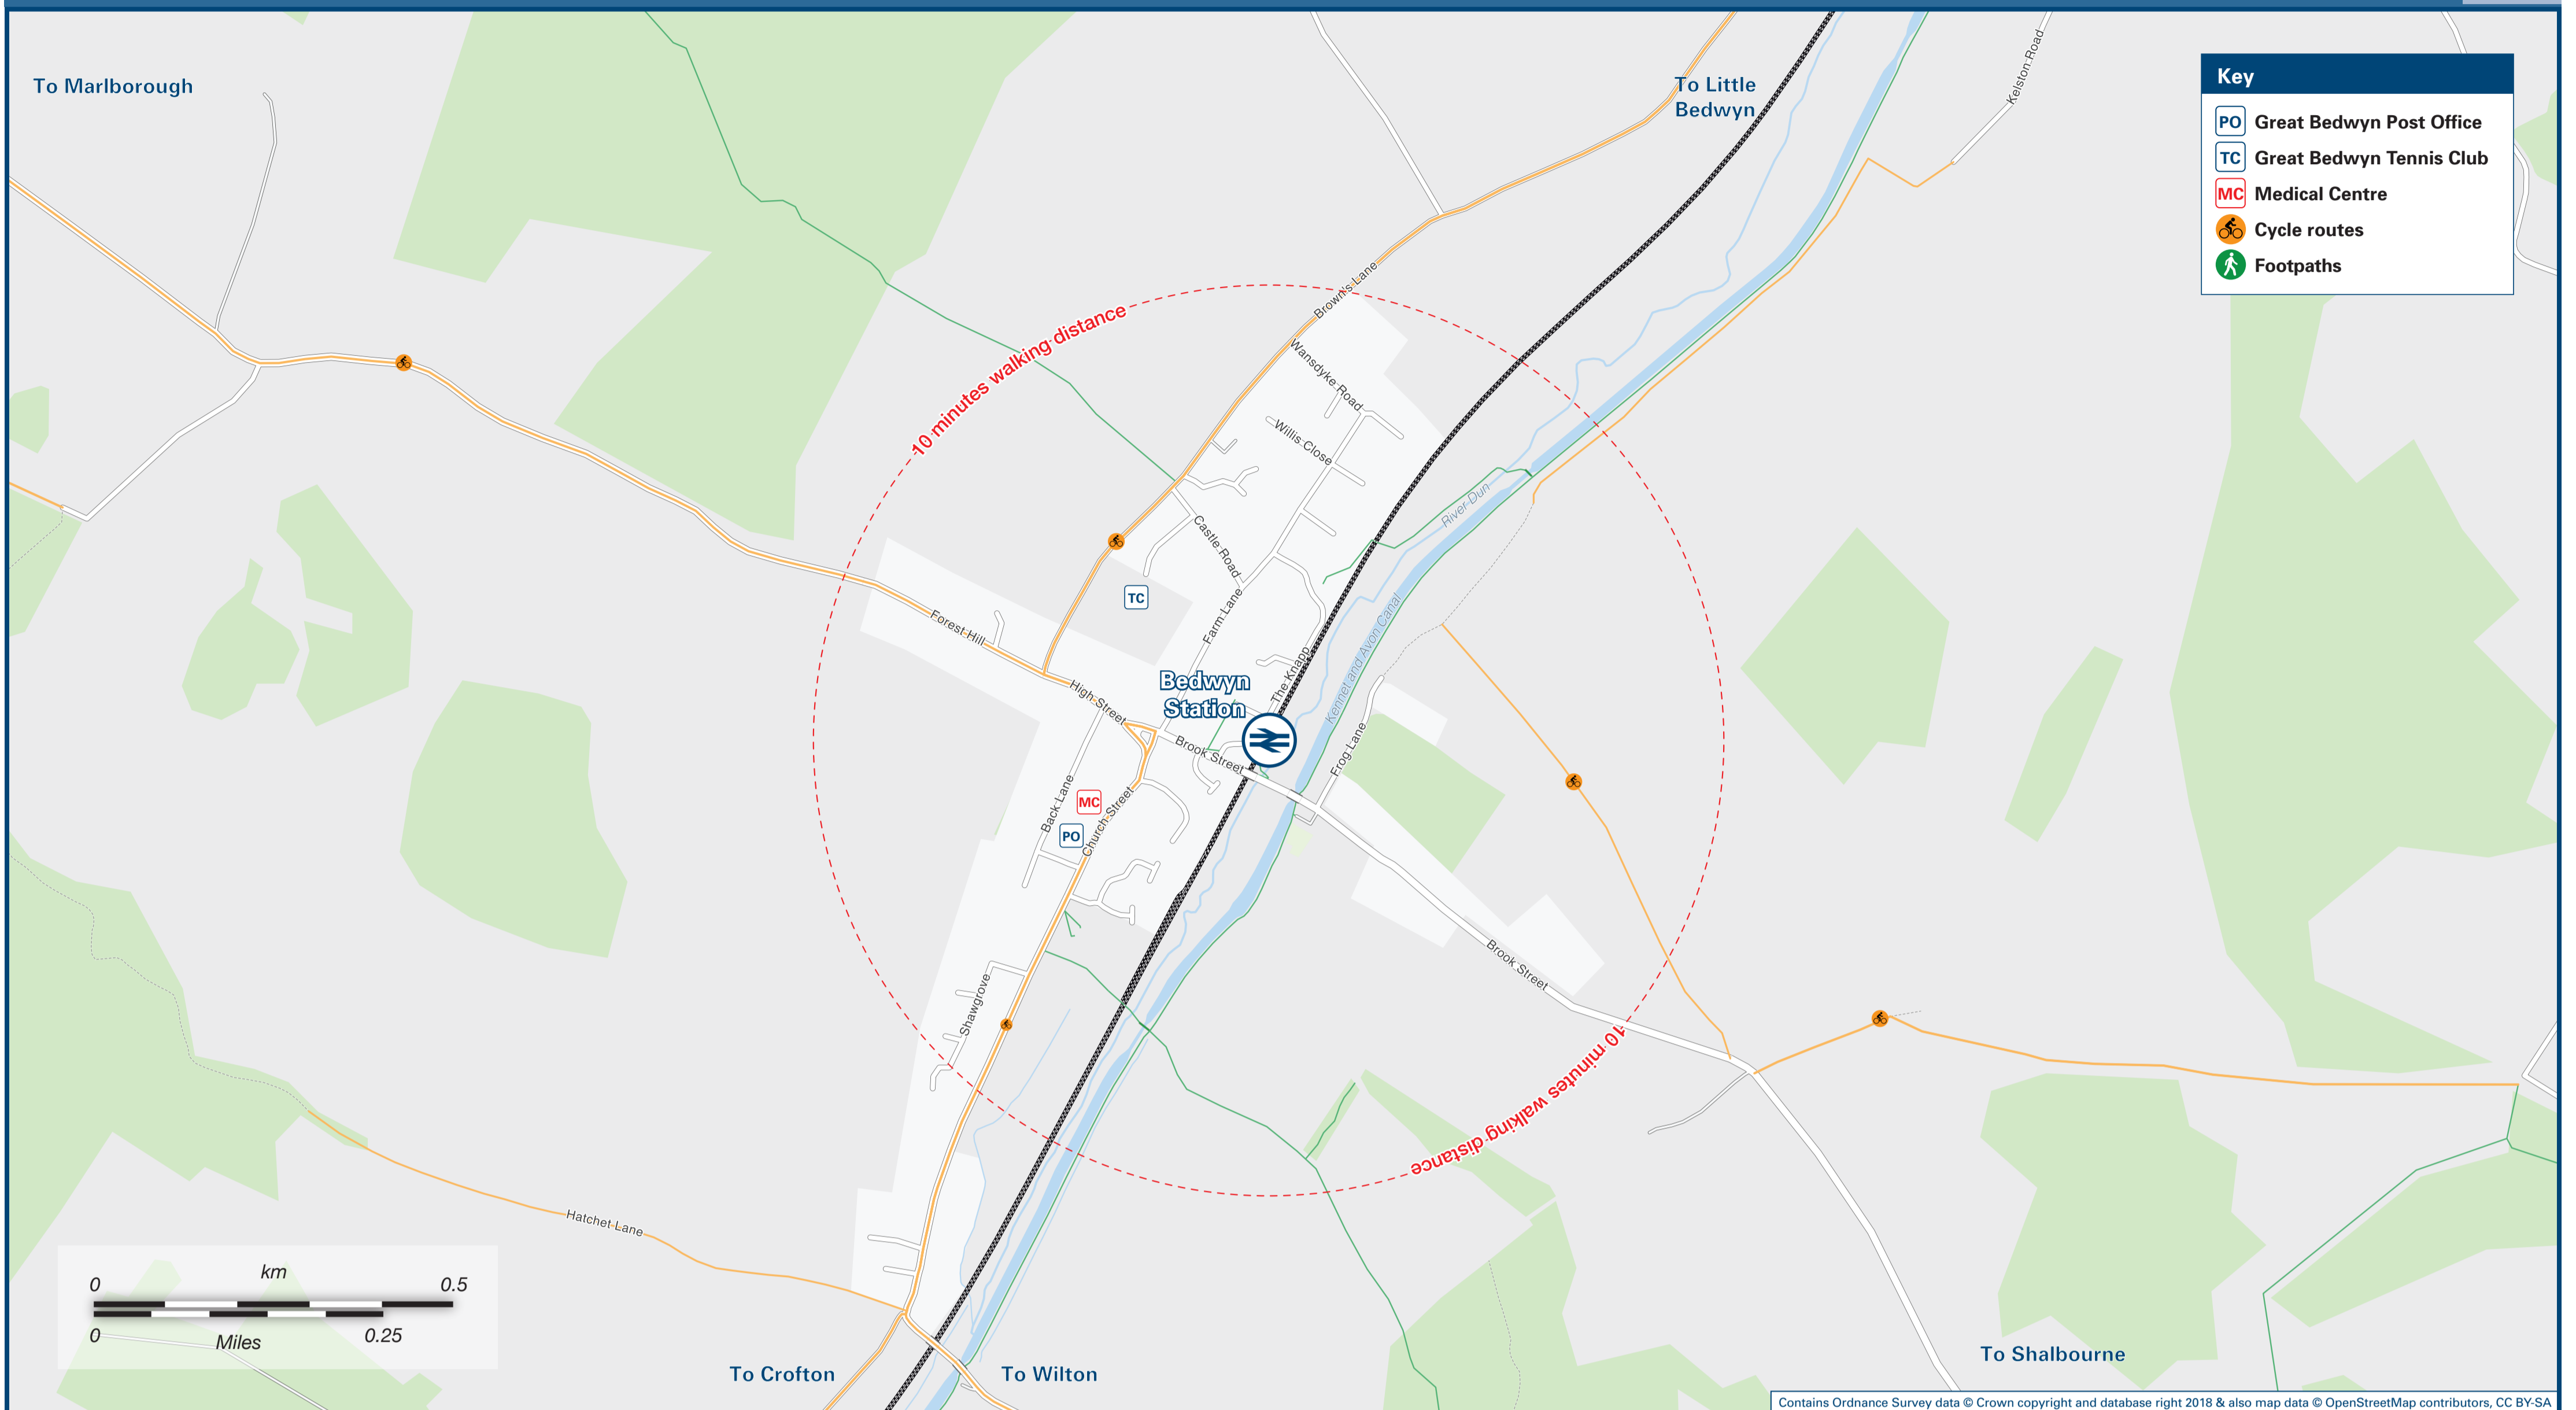 To Marlborough
To Little
Bedwyn
Kelston Road
Key
PO Great Bedwyn Post Office
TC Great Bedwyn Tennis Club
MC Medical Centre
Cycle routes
Footpaths
Brown's Lane
10 minutes walking distance
Wansdyke Road
Willis Close
River Dun
Castle Road
TC
Farm Lane
Forest Hill
Kennet and Avon Canal
The Knapp
High Street
Bedwyn
Station
Brook Street
Frog Lane
Back Lane
MC
PO
Church Street
Brook Street
Shawgrove
10 minutes walking distance
Hatchet Lane
km
0 0.5
0 0.25
Miles
To Crofton
To Wilton
To Shalbourne
Contains Ordnance Survey data © Crown copyright and database right 2018 & also map data © OpenStreetMap contributors, CC BY-SA